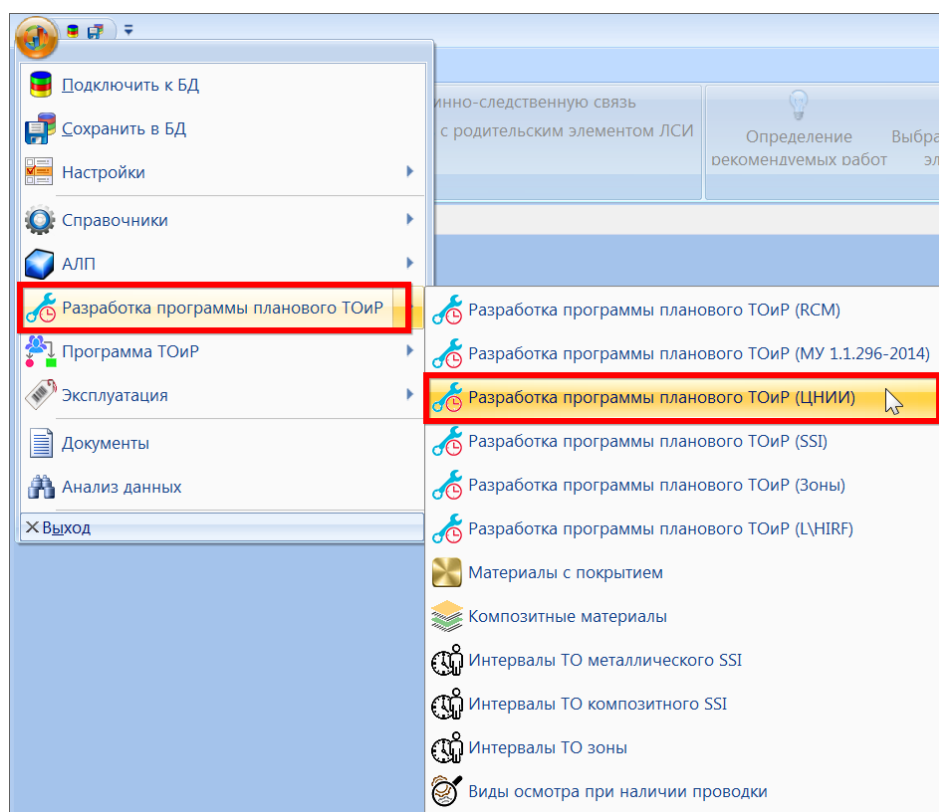 Подключить к БД
Сохранить в БД
Настройки
Справочники
АЛП
Разработка программы планового ТОиР
Программа ТОиР
Эксплуатация
Документы
Анализ данных
Выход
инно-следственную связь
с родительским элементом ЛСИ
Определение
рекомендуемых работ
Разработка программы планового ТОиР (RCM)
Разработка программы планового ТОиР (МУ 1.1.296-2014)
Разработка программы планового ТОиР (ЦНИИ)
Разработка программы планового ТОиР (SSI)
Разработка программы планового ТОиР (Зоны)
Разработка программы планового ТОиР (L\HIRF)
Материалы с покрытием
Композитные материалы
Интервалы ТО металлического SSI
Интервалы ТО композитного SSI
Интервалы ТО зоны
Виды осмотра при наличии проводки